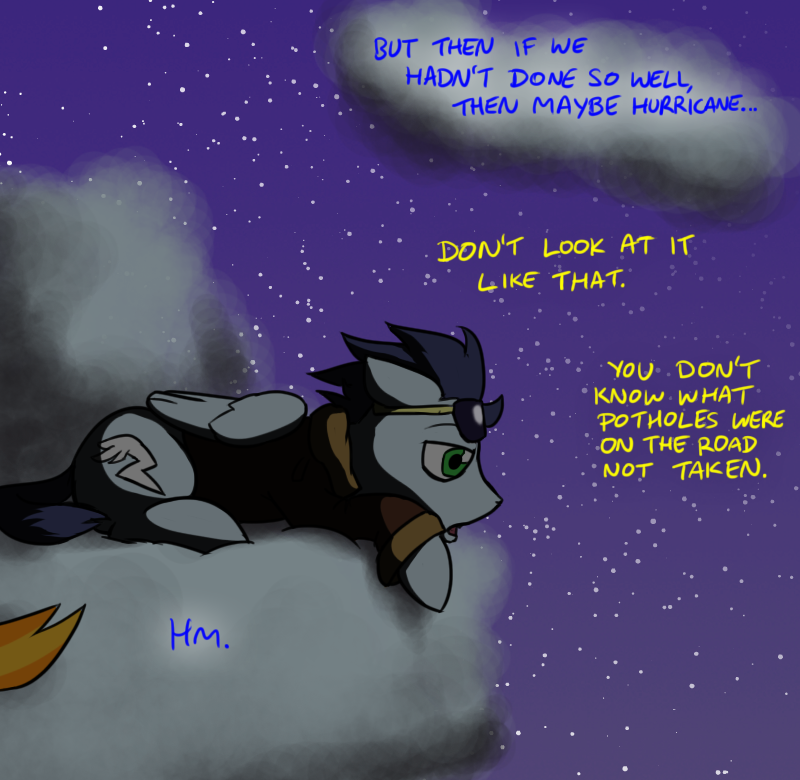 BUT THEN IF WE
HADN'T DONE SO WELL,
THEN MAYBE HURRICANE...
DON'T LOOK AT IT
LIKE THAT.
YOU DON'T
KNOW WHAT
POTHOLES WERE
ON THE ROAD
NOT TAKEN.
HM.